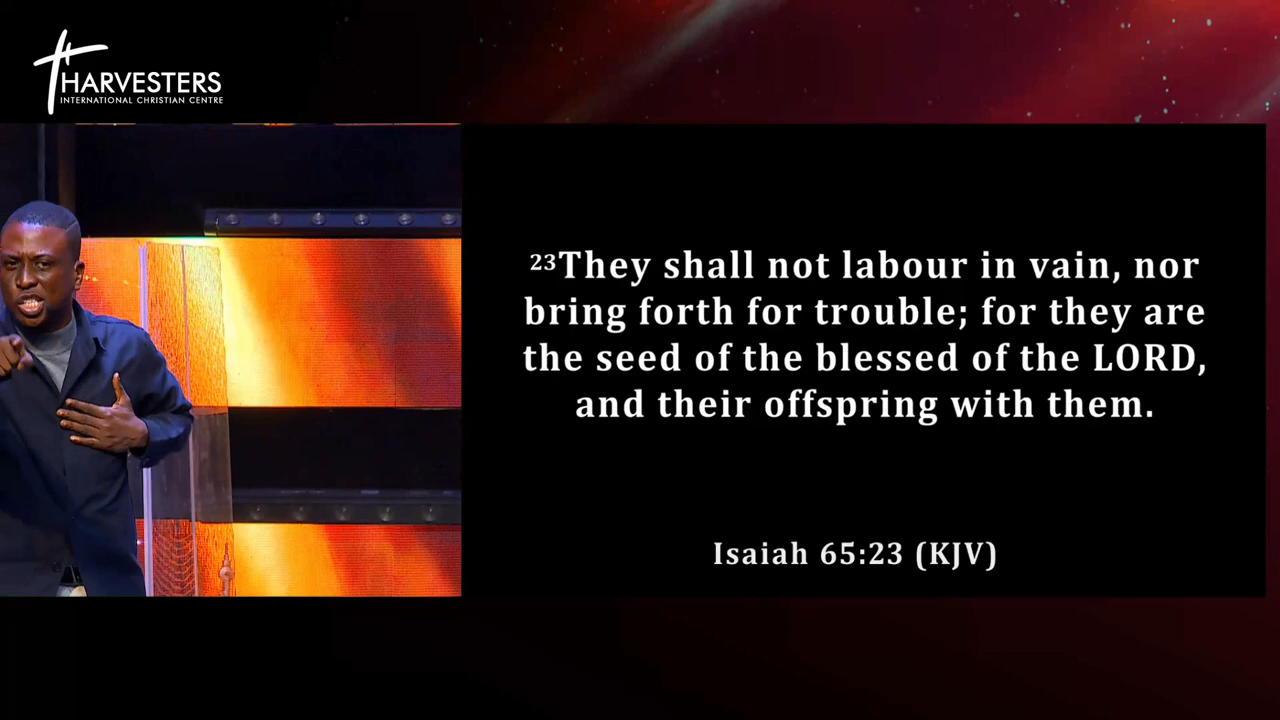 HARVESTERS
INTERNATIONAL CHRISTIAN CENTRE
23They shall not labour in vain, nor
bring forth for trouble; for they are
the seed of the blessed of the LORD,
and their offspring with them.
Isaiah 65:23 (KJV)